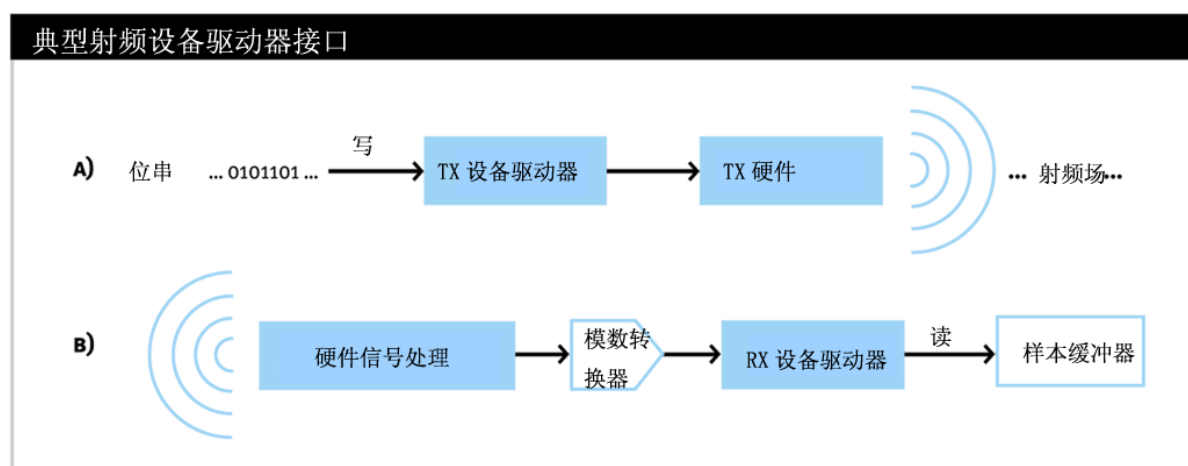 典型射频设备驱动器接口
写
A) 位串 ... 0101101 ... TX 设备驱动器 TX 硬件 ... 射频场...
B) 硬件信号处理 模数转换器 RX 设备驱动器 读 样本缓冲器